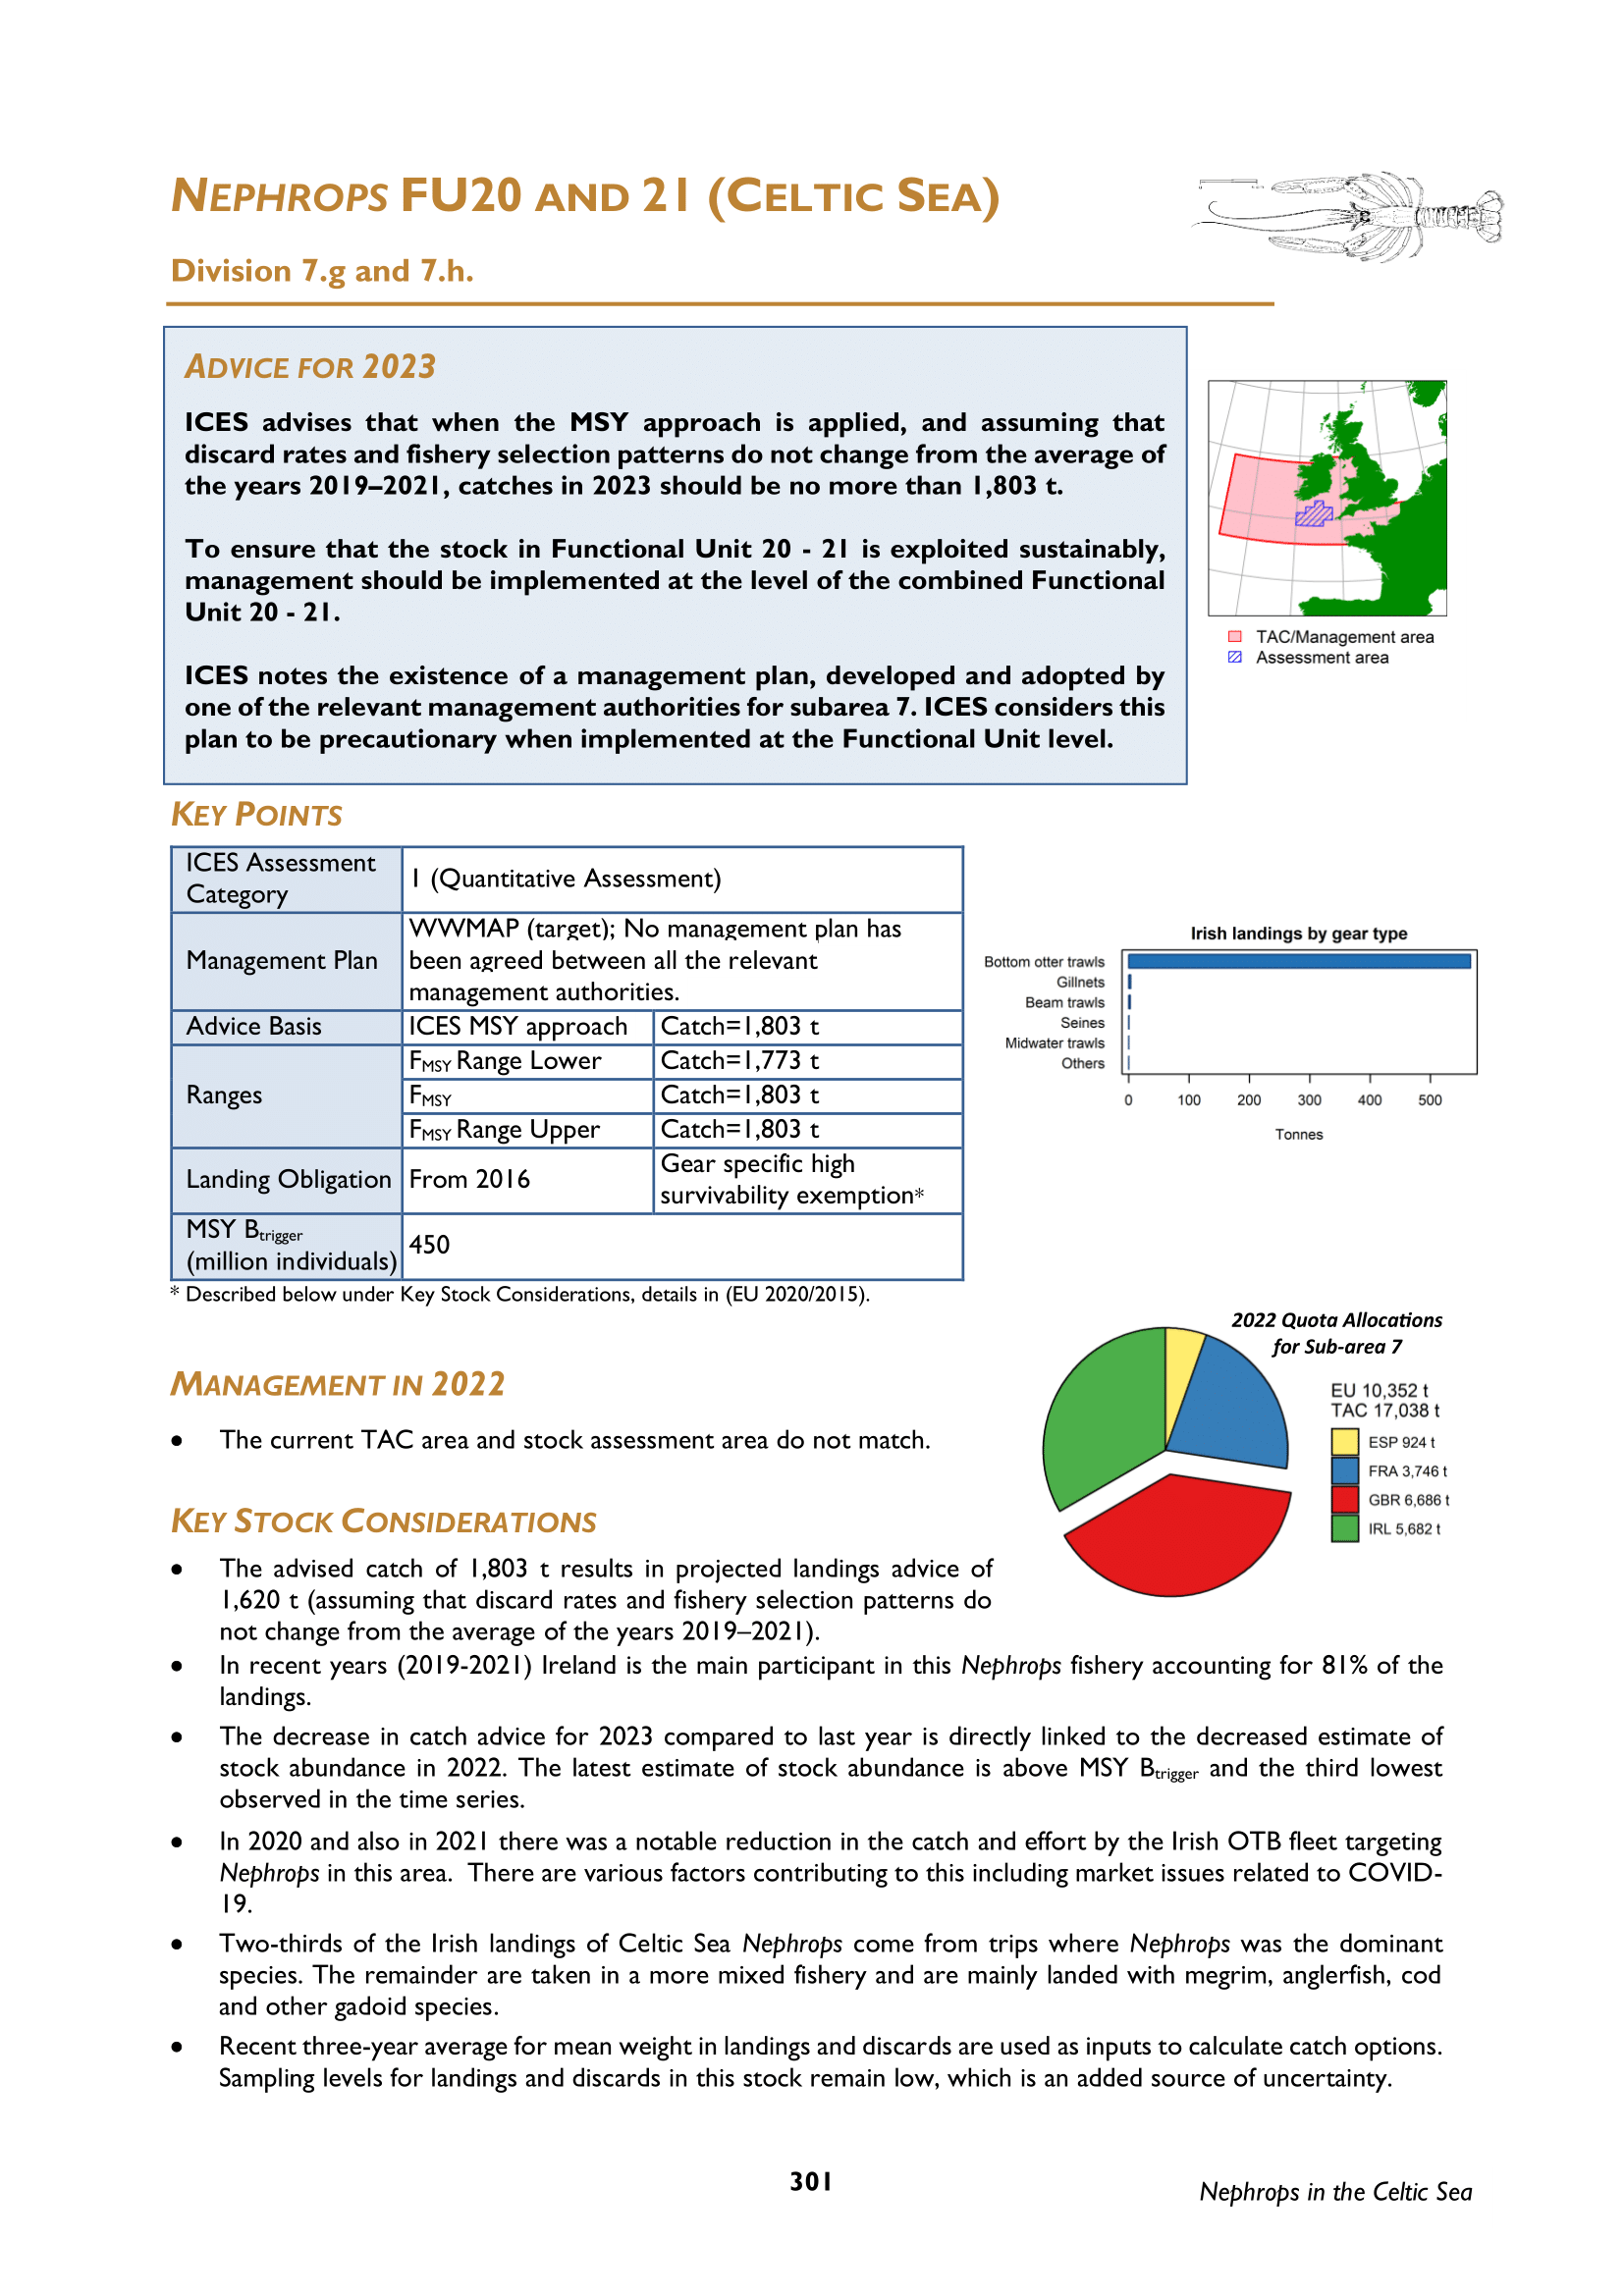 NEPHROPS FU20 AND 21 (CELTIC SEA)
Division 7.g and 7.h.
ADVICE FOR 2023
ICES advises that when the MSY approach is applied, and assuming that
discard rates and fishery selection patterns do not change from the average of
the years 2019–2021, catches in 2023 should be no more than 1,803 t.
To ensure that the stock in Functional Unit 20 - 21 is exploited sustainably,
management should be implemented at the level of the combined Functional
Unit 20 - 21.
ICES notes the existence of a management plan, developed and adopted by
one of the relevant management authorities for subarea 7. ICES considers this
plan to be precautionary when implemented at the Functional Unit level.
TAC/Management area
Assessment area
KEY POINTS
ICES Assessment
Category
1 (Quantitative Assessment)
Management Plan
WWMAP (target); No management plan has
been agreed between all the relevant
management authorities.
Advice Basis
ICES MSY approach
Catch=1,803 t
Ranges
FMSY Range Lower
Catch=1,773 t
FMSY
Catch=1,803 t
FMSY Range Upper
Catch=1,803 t
Landing Obligation
From 2016
Gear specific high
survivability exemption*
MSY Btrigger
(million individuals)
450
* Described below under Key Stock Considerations, details in (EU 2020/2015).
Irish landings by gear type
Bottom otter trawls
Gillnets
Beam trawls
Seines
Midwater trawls
Others
0 100 200 300 400 500
Tonnes
2022 Quota Allocations
for Sub-area 7
EU 10,352 t
TAC 17,038 t
ESP 924 t
FRA 3,746 t
GBR 6,686 t
IRL 5,682 t
MANAGEMENT IN 2022
• The current TAC area and stock assessment area do not match.
KEY STOCK CONSIDERATIONS
• The advised catch of 1,803 t results in projected landings advice of
1,620 t (assuming that discard rates and fishery selection patterns do
not change from the average of the years 2019–2021).
• In recent years (2019-2021) Ireland is the main participant in this Nephrops fishery accounting for 81% of the
landings.
• The decrease in catch advice for 2023 compared to last year is directly linked to the decreased estimate of
stock abundance in 2022. The latest estimate of stock abundance is above MSY Btrigger and the third lowest
observed in the time series.
• In 2020 and also in 2021 there was a notable reduction in the catch and effort by the Irish OTB fleet targeting
Nephrops in this area. There are various factors contributing to this including market issues related to COVID-
19.
• Two-thirds of the Irish landings of Celtic Sea Nephrops come from trips where Nephrops was the dominant
species. The remainder are taken in a more mixed fishery and are mainly landed with megrim, anglerfish, cod
and other gadoid species.
• Recent three-year average for mean weight in landings and discards are used as inputs to calculate catch options.
Sampling levels for landings and discards in this stock remain low, which is an added source of uncertainty.
301
Nephrops in the Celtic Sea